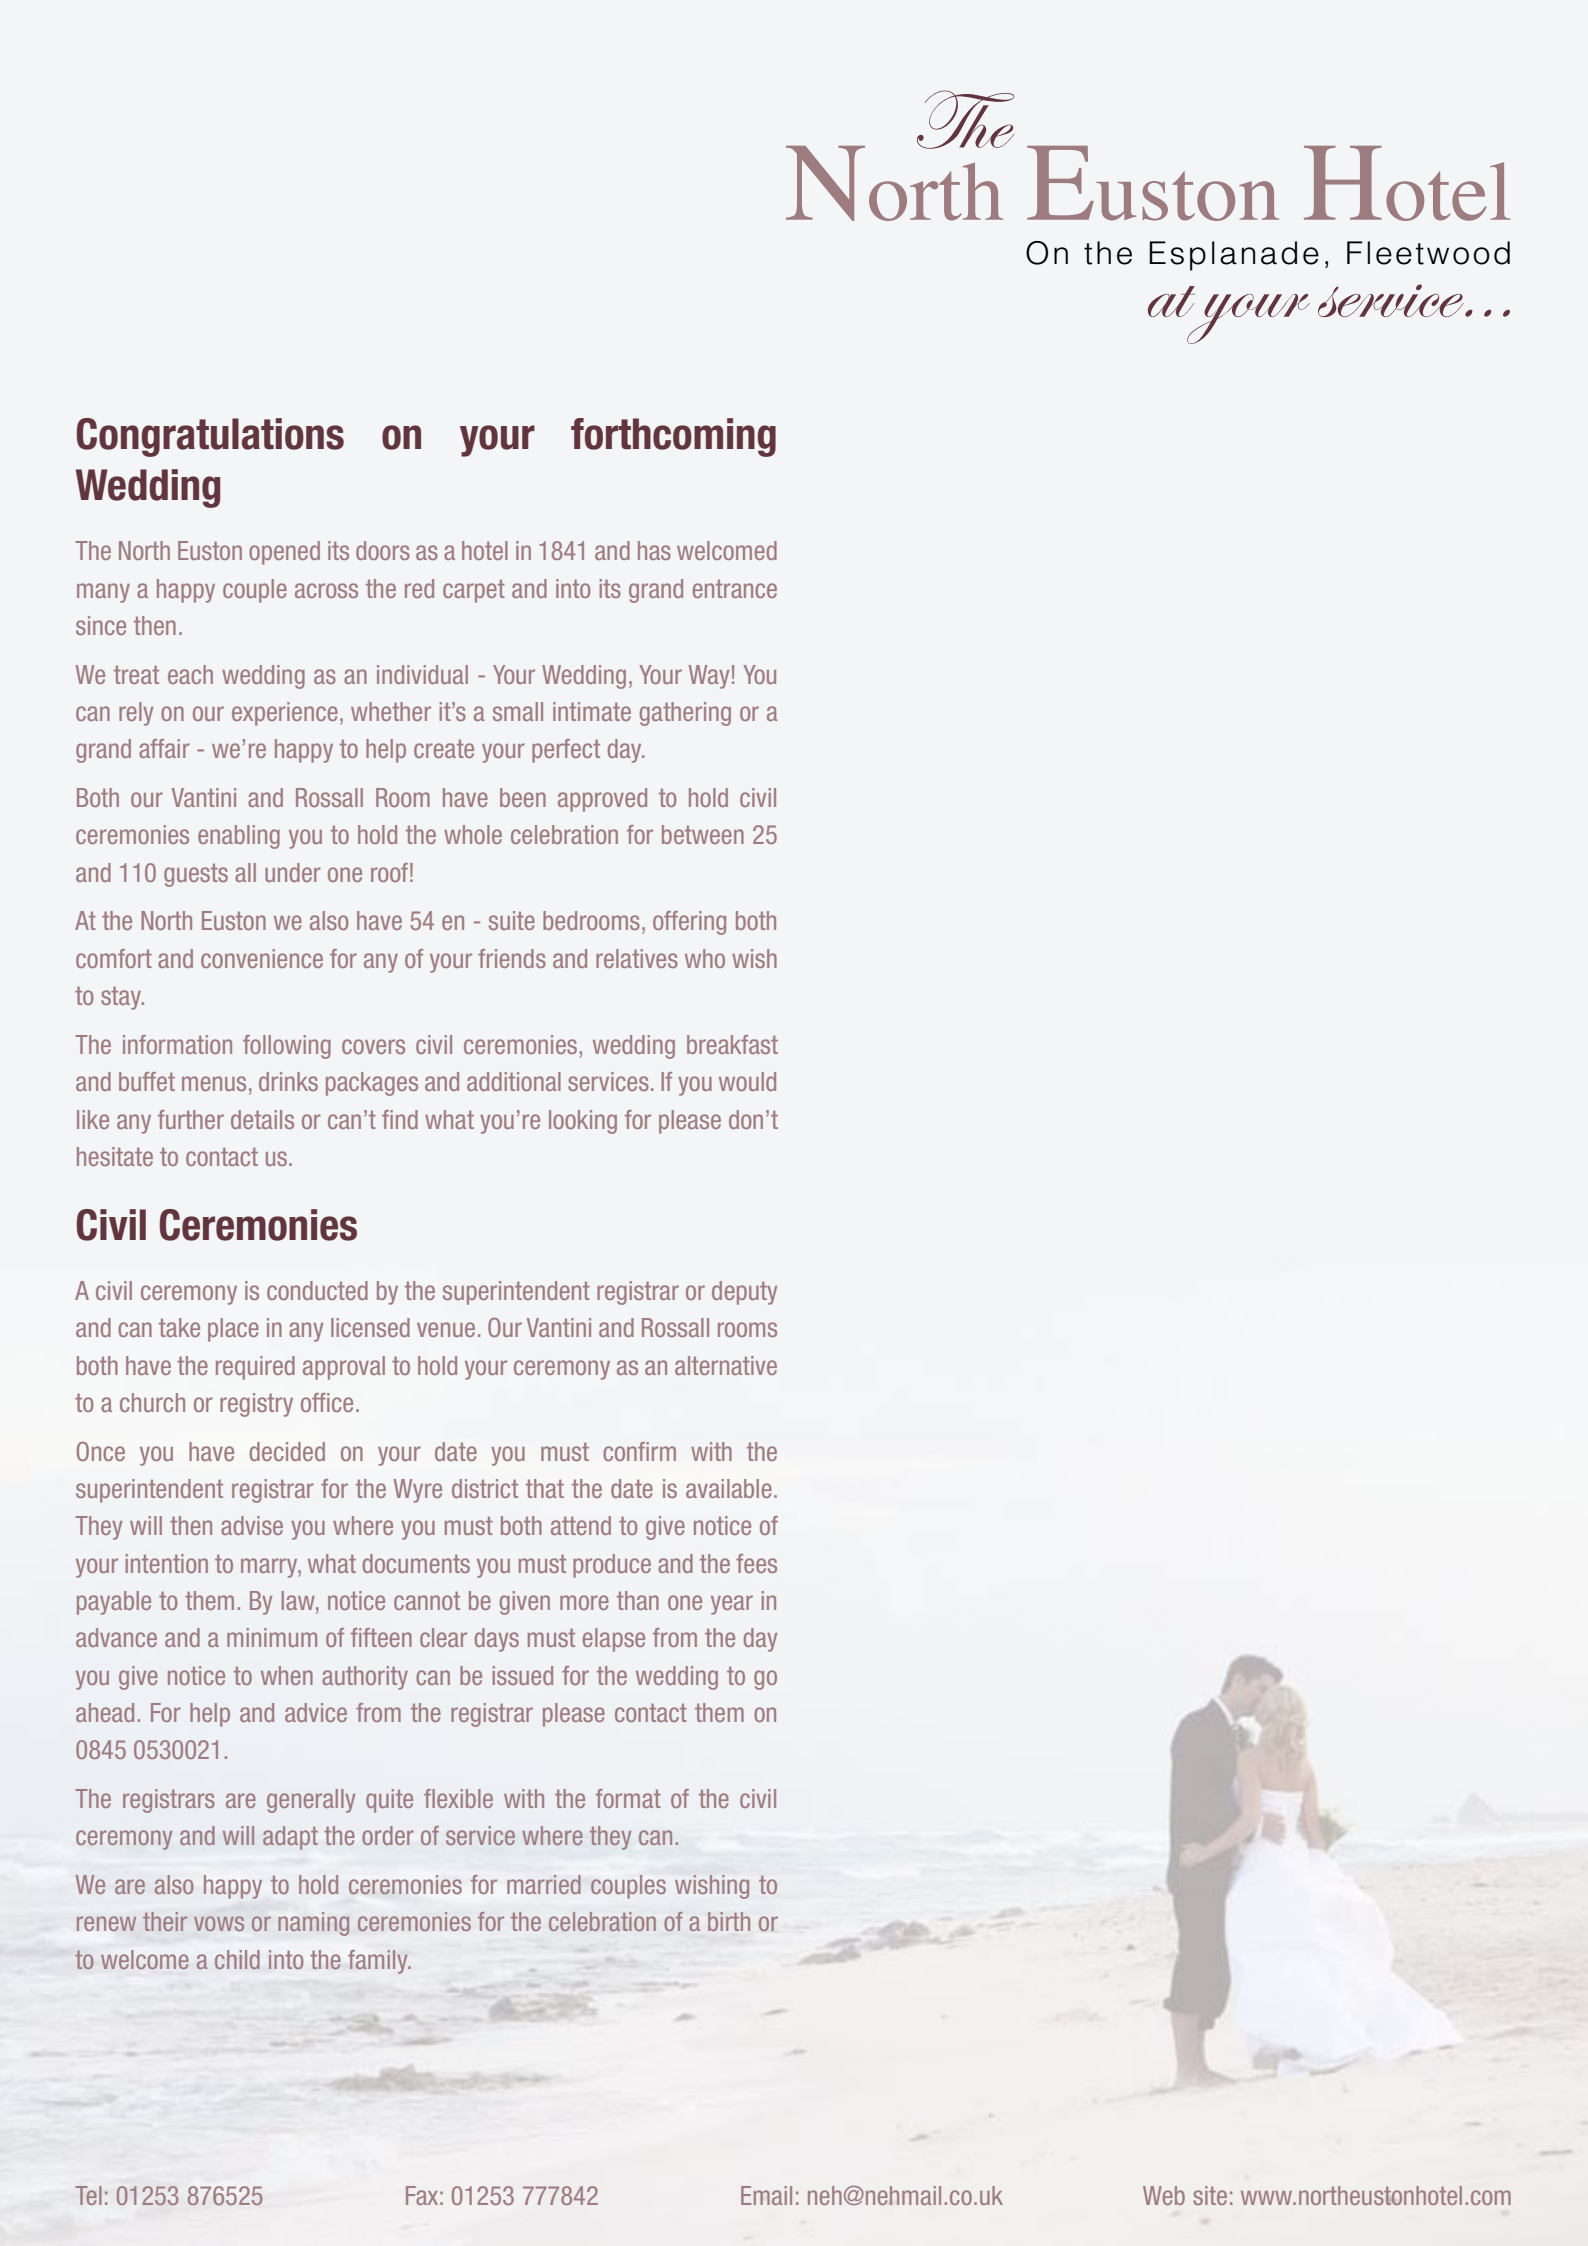 The
North Euston Hotel
On the Esplanade, Fleetwood
at your service...
Congratulations on your forthcoming
Wedding
The North Euston opened its doors as a hotel in 1841 and has welcomed
many a happy couple across the red carpet and into its grand entrance
since then.
We treat each wedding as an individual - Your Wedding, Your Way! You
can rely on our experience, whether it’s a small intimate gathering or a
grand affair - we’re happy to help create your perfect day.
Both our Vantini and Rossall Room have been approved to hold civil
ceremonies enabling you to hold the whole celebration for between 25
and 110 guests all under one roof!
At the North Euston we also have 54 en - suite bedrooms, offering both
comfort and convenience for any of your friends and relatives who wish
to stay.
The information following covers civil ceremonies, wedding breakfast
and buffet menus, drinks packages and additional services. If you would
like any further details or can’t find what you’re looking for please don’t
hesitate to contact us.
Civil Ceremonies
A civil ceremony is conducted by the superintendent registrar or deputy
and can take place in any licensed venue. Our Vantini and Rossall rooms
both have the required approval to hold your ceremony as an alternative
to a church or registry office.
Once you have decided on your date you must confirm with the
superintendent registrar for the Wyre district that the date is available.
They will then advise you where you must both attend to give notice of
your intention to marry, what documents you must produce and the fees
payable to them. By law, notice cannot be given more than one year in
advance and a minimum of fifteen clear days must elapse from the day
you give notice to when authority can be issued for the wedding to go
ahead. For help and advice from the registrar please contact them on
0845 0530021.
The registrars are generally quite flexible with the format of the civil
ceremony and will adapt the order of service where they can.
We are also happy to hold ceremonies for married couples wishing to
renew their vows or naming ceremonies for the celebration of a birth or
to welcome a child into the family.
Tel: 01253 876525 Fax: 01253 777842 Email: neh@nehmail.co.uk Web site: www.northeustonhotel.com